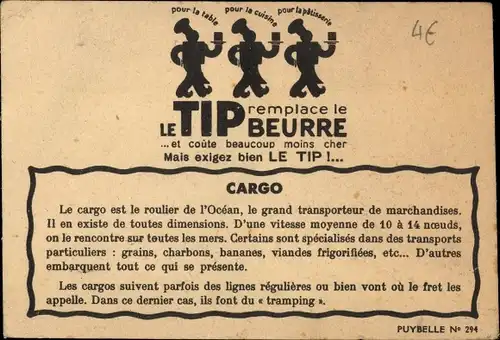 pour la table pour la cuisine pour la pâtisserie
4€
LE TIP remplace le BEURRE
...et coûte beaucoup moins cher
Mais exigez bien LE TIP !...
CARGO
Le cargo est le roulier de l'Océan, le grand transporteur de marchandises.
Il en existe de toutes dimensions. D'une vitesse moyenne de 10 à 14 nœuds,
on le rencontre sur toutes les mers. Certains sont spécialisés dans des transports
particuliers : grains, charbons, bananes, viandes frigorifiées, etc... D'autres
embarquent tout ce qui se présente.
Les cargos suivent parfois des lignes régulières ou bien vont où le fret les
appelle. Dans ce dernier cas, ils font du « tramping ».
PUYBELLE Nº 294